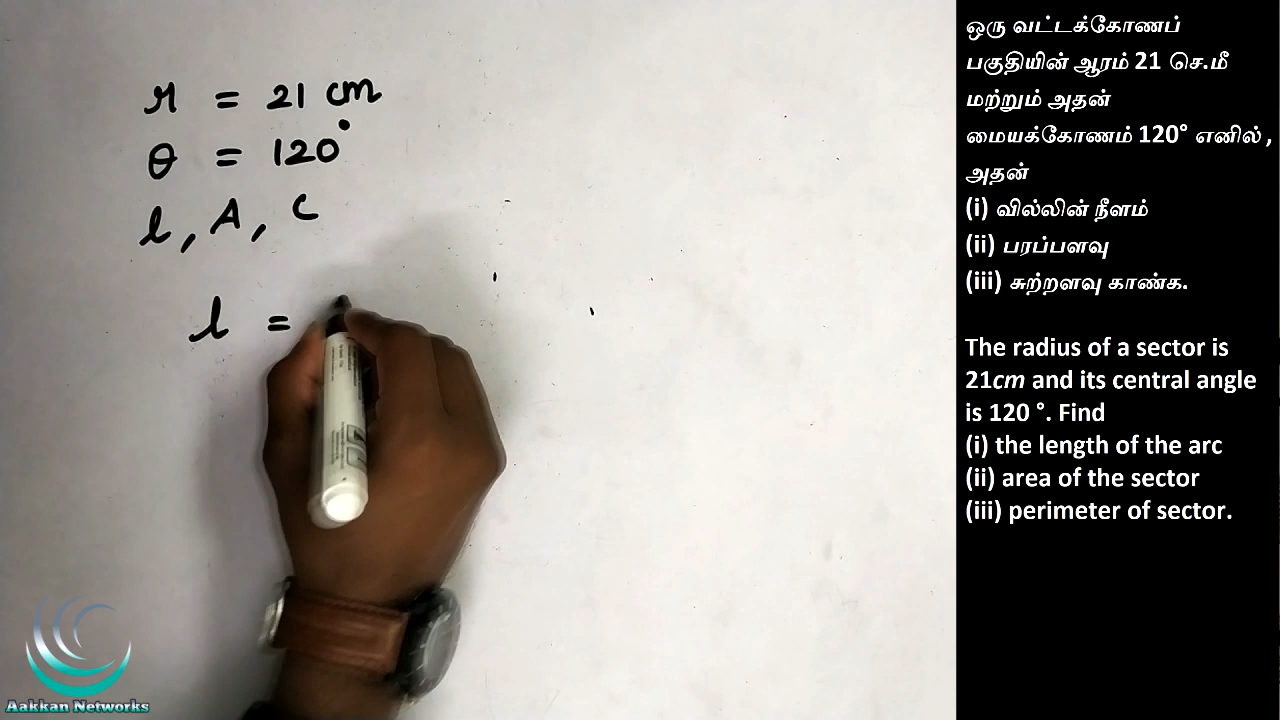 r = 21 cm
θ = 120°
l, A, C
l =
ஒரு வட்டக்கோணப்
பகுதியின் ஆரம் 21 செ.மீ
மற்றும் அதன்
மையக்கோணம் 120° எனில் ,
அதன்
(i) வில்லின் நீளம்
(ii) பரப்பளவு
(iii) சுற்றளவு காண்க.
The radius of a sector is
21cm and its central angle
is 120 °. Find
(i) the length of the arc
(ii) area of the sector
(iii) perimeter of sector.
Aakkan Networks